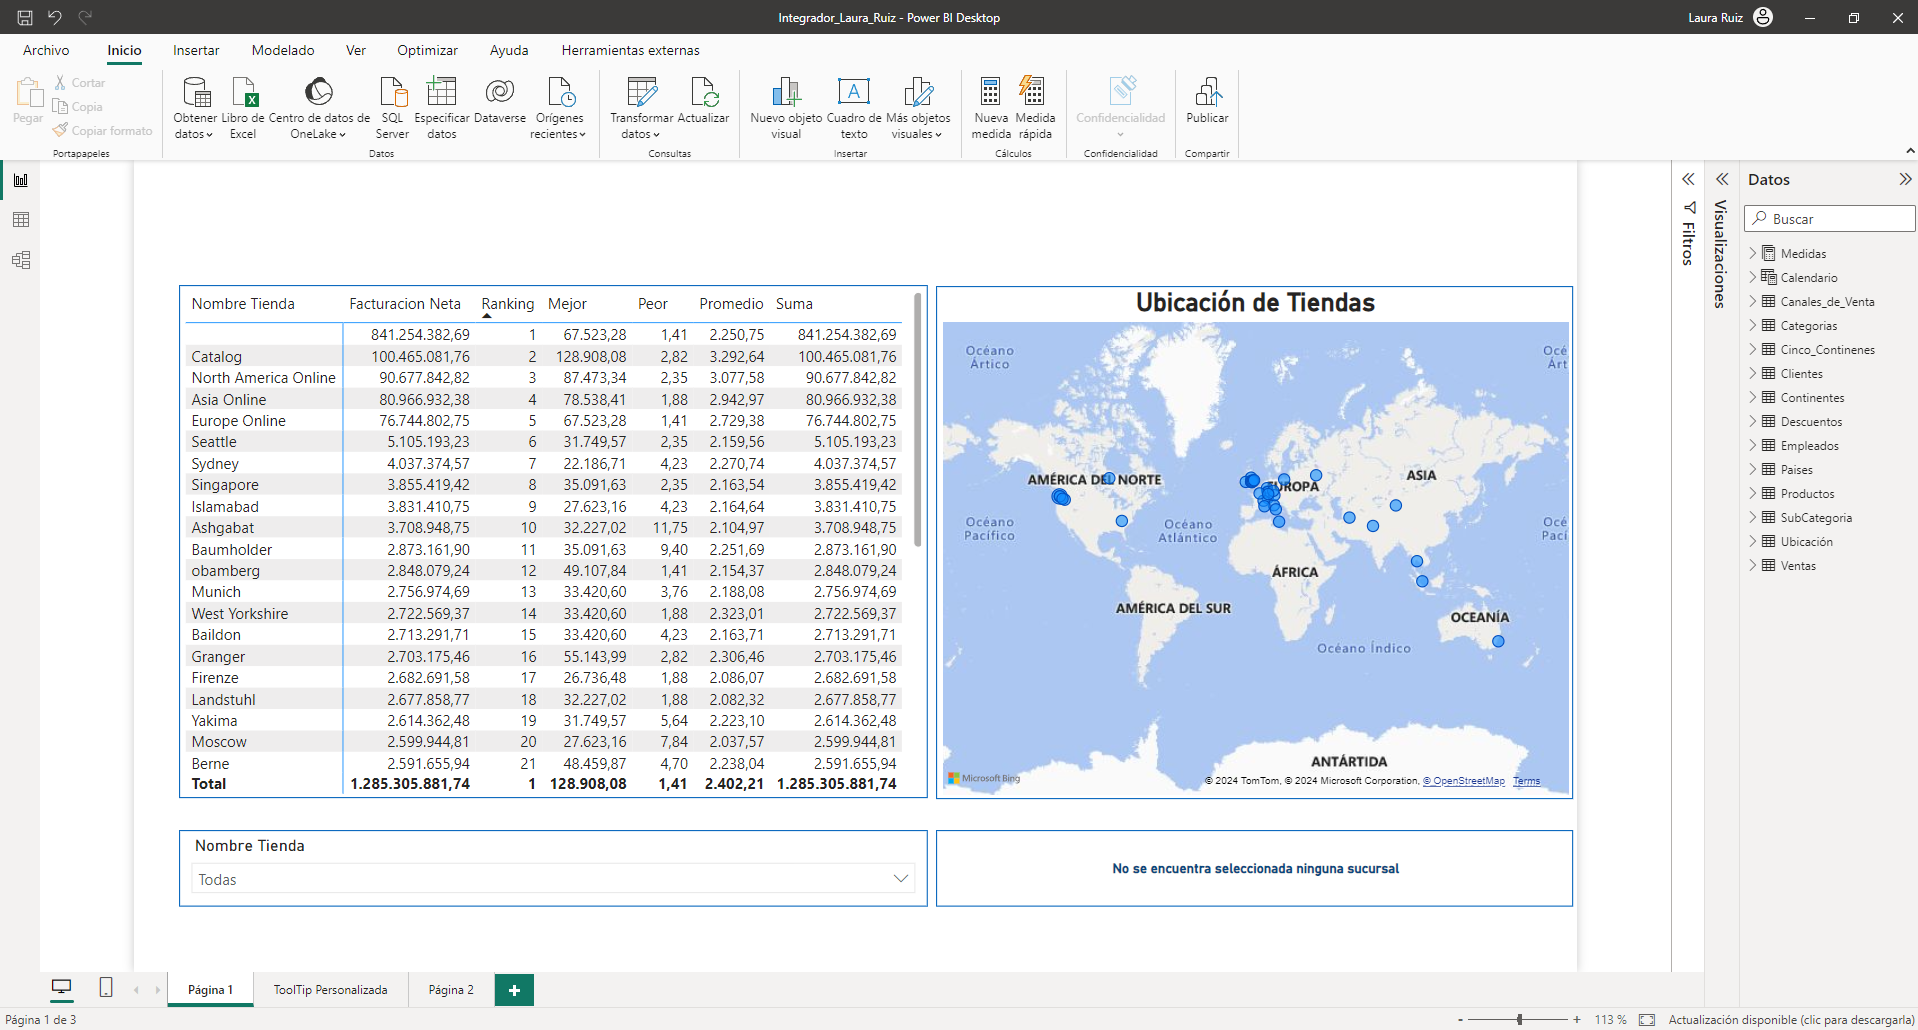 Integrador_Laura_Ruiz - Power BI Desktop
Laura Ruiz
Archivo Inicio Insertar Modelado Ver Optimizar Ayuda Herramientas externas
Pegar
Cortar
Copia
Copiar formato
Portapapeles
Obtener datos
Libro de Excel
Centro de datos de OneLake
SQL Server
Especificar datos
Dataverse
Orígenes recientes
Datos
Transformar datos
Actualizar
Consultas
Nuevo objeto visual
Cuadro de texto
Más objetos visuales
Insertar
Nueva medida
Medida rápida
Cálculos
Confidencialidad
Confidencialidad
Publicar
Compartir
Nombre Tienda Facturacion Neta Ranking Mejor Peor Promedio Suma
841.254.382,69 1 67.523,28 1,41 2.250,75 841.254.382,69
Catalog 100.465.081,76 2 128.908,08 2,82 3.292,64 100.465.081,76
North America Online 90.677.842,82 3 87.473,34 2,35 3.077,58 90.677.842,82
Asia Online 80.966.932,38 4 78.538,41 1,88 2.942,97 80.966.932,38
Europe Online 76.744.802,75 5 67.523,28 1,41 2.729,38 76.744.802,75
Seattle 5.105.193,23 6 31.749,57 2,35 2.159,56 5.105.193,23
Sydney 4.037.374,57 7 22.186,71 4,23 2.270,74 4.037.374,57
Singapore 3.855.419,42 8 35.091,63 2,35 2.163,54 3.855.419,42
Islamabad 3.831.410,75 9 27.623,16 4,23 2.164,64 3.831.410,75
Ashgabat 3.708.948,75 10 32.227,02 11,75 2.104,97 3.708.948,75
Baumholder 2.873.161,90 11 35.091,63 9,40 2.251,69 2.873.161,90
obamberg 2.848.079,24 12 49.107,84 1,41 2.154,37 2.848.079,24
Munich 2.756.974,69 13 33.420,60 3,76 2.188,08 2.756.974,69
West Yorkshire 2.722.569,37 14 33.420,60 1,88 2.323,01 2.722.569,37
Baildon 2.713.291,71 15 33.420,60 4,23 2.163,71 2.713.291,71
Granger 2.703.175,46 16 55.143,99 2,82 2.306,46 2.703.175,46
Firenze 2.682.691,58 17 26.736,48 1,88 2.086,07 2.682.691,58
Landstuhl 2.677.858,77 18 32.227,02 1,88 2.082,32 2.677.858,77
Yakima 2.614.362,48 19 31.749,57 5,64 2.223,10 2.614.362,48
Moscow 2.599.944,81 20 27.623,16 7,84 2.037,57 2.599.944,81
Berne 2.591.655,94 21 48.459,87 4,70 2.238,04 2.591.655,94
Total 1.285.305.881,74 1 128.908,08 1,41 2.402,21 1.285.305.881,74
Ubicación de Tiendas
Océano Ártico
Océ
Árt
AMÉRICA DEL NORTE
EUROPA
ASIA
Océano Pacífico
Océano Atlántico
Océ
Pací
ÁFRICA
AMÉRICA DEL SUR
OCEANÍA
Océano Índico
ANTÁRTIDA
Microsoft Bing
© 2024 TomTom, © 2024 Microsoft Corporation, © OpenStreetMap Terms
Nombre Tienda
Todas
No se encuentra seleccionada ninguna sucursal
Filtros
Visualizaciones
Datos
Buscar
Medidas
Calendario
Canales_de_Venta
Categorias
Cinco_Continenes
Clientes
Continentes
Descuentos
Empleados
Paises
Productos
SubCategoria
Ubicación
Ventas
Página 1 ToolTip Personalizada Página 2 +
Página 1 de 3
- + 113 % Actualización disponible (clic para descargarla)